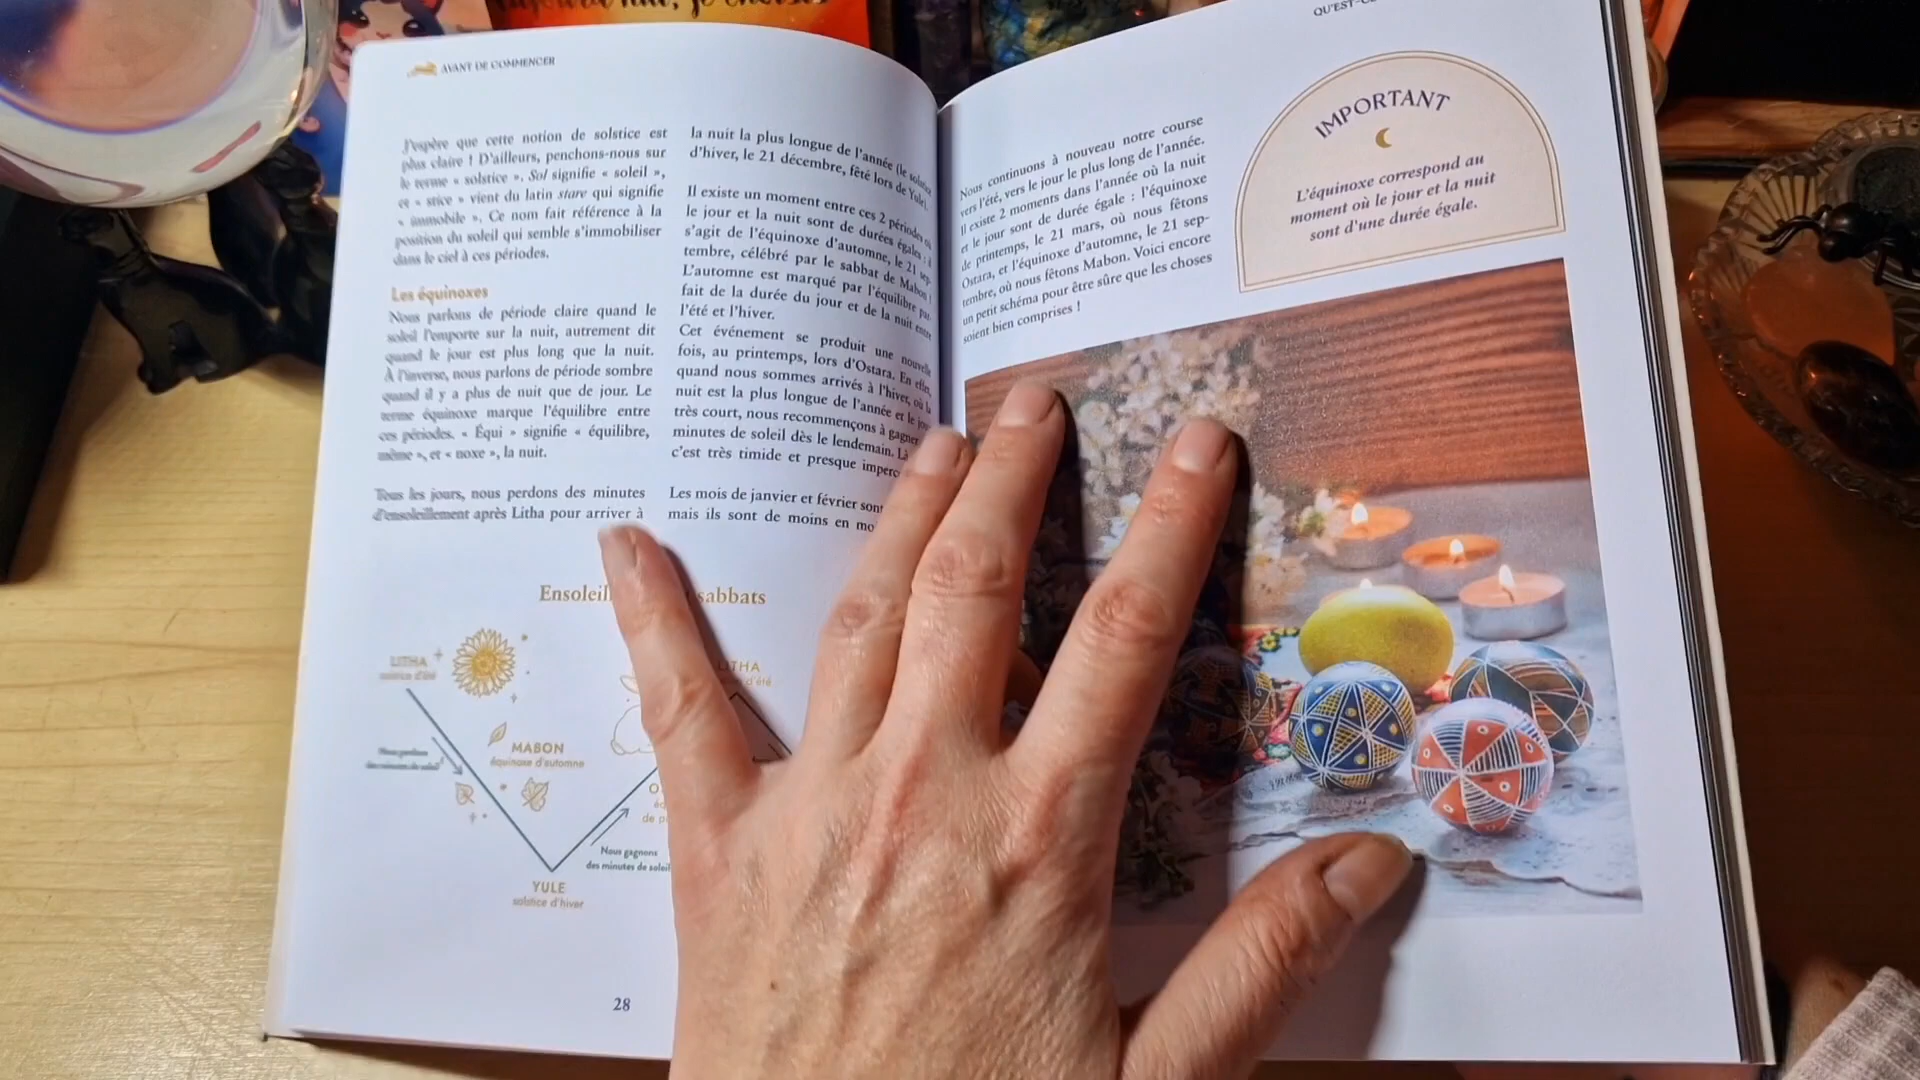 AVANT DE COMMENCER
J'espère que cette notion de solstice est
plus claire ! D'ailleurs, penchons-nous sur
le terme « solstice ». Sol signifie « soleil »,
et « stice » vient du latin stare qui signifie
« immobile ». Ce nom fait référence à la
position du soleil qui semble s'immobiliser
dans le ciel à ces périodes.
Les équinoxes
Nous parlons de période claire quand le
soleil l'emporte sur la nuit, autrement dit
quand le jour est plus long que la nuit.
À l'inverse, nous parlons de période sombre
quand il y a plus de nuit que de jour. Le
terme équinoxe marque l'équilibre entre
ces périodes. « Équi » signifie « équilibre,
même », et « noxe », la nuit.
Tous les jours, nous perdons des minutes
d'ensoleillement après Litha pour arriver à
la nuit la plus longue de l'année (le solstice
d'hiver, le 21 décembre, fêté lors de Yule).
Il existe un moment entre ces 2 périodes où
le jour et la nuit sont de durées égales : il
s'agit de l'équinoxe d'automne, le 21 sep-
tembre, célébré par le sabbat de Mabon !
L'automne est marqué par l'équilibre par-
fait de la durée du jour et de la nuit entre
l'été et l'hiver.
Cet événement se produit une nouvelle
fois, au printemps, lors d'Ostara. En effet,
quand nous sommes arrivés à l'hiver, où la
nuit est la plus longue de l'année et le jour
très court, nous recommençons à gagner
minutes de soleil dès le lendemain. Là
c'est très timide et presque
Les mois de janvier et février sont
mais ils sont de moins en
sabbats
LITHA
solstice d'été
Nous perdons
des minutes de soleil
MABON
équinoxe d'automne
YULE
solstice d'hiver
Nous gagnons
des minutes de soleil
d'été
28
Nous continuons à nouveau notre course
vers l'été, vers le jour le plus long de l'année.
Il existe 2 moments dans l'année où la nuit
et le jour sont de durée égale : l'équinoxe
de printemps, le 21 mars, où nous fêtons
Ostara, et l'équinoxe d'automne, le 21 sep-
tembre, où nous fêtons Mabon. Voici encore
un petit schéma pour être sûre que les choses
soient bien comprises !
IMPORTANT
L'équinoxe correspond au
moment où le jour et la nuit
sont d'une durée égale.